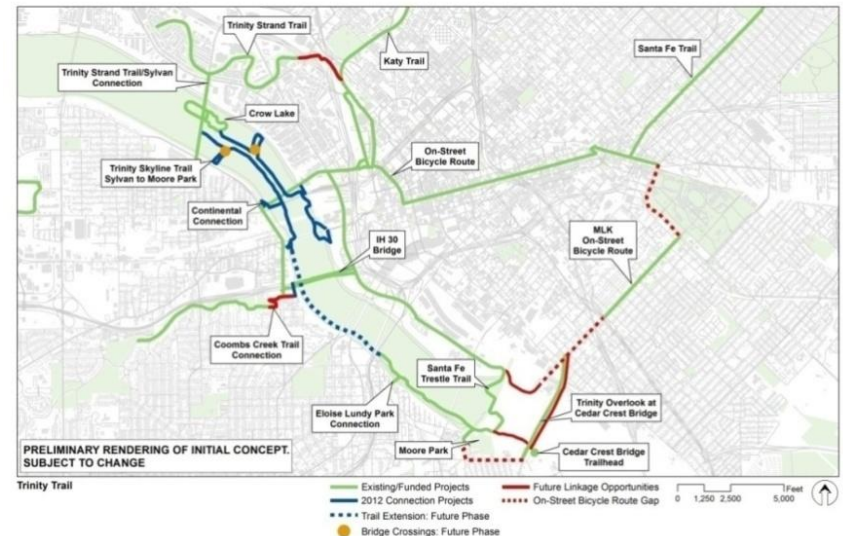 Trinity Strand Trail
Katy Trail
Santa Fe Trail
Trinity Strand Trail/Sylvan
Connection
Crow Lake
On-Street
Bicycle Route
Trinity Skyline Trail
Sylvan to Moore Park
Continental
Connection
MLK
On-Street
Bicycle Route
IH 30
Bridge
Coombs Creek Trail
Connection
Santa Fe
Trestle Trail
Trinity Overlook at
Cedar Crest Bridge
Eloise Lundy Park
Connection
Moore Park
Cedar Crest Bridge
Trailhead
PRELIMINARY RENDERING OF INITIAL CONCEPT.
SUBJECT TO CHANGE
Trinity Trail
Existing/Funded Projects
2012 Connection Projects
Trail Extension: Future Phase
Bridge Crossings: Future Phase
Future Linkage Opportunities
On-Street Bicycle Route Gap
Feet
0 1,250 2,500 5,000